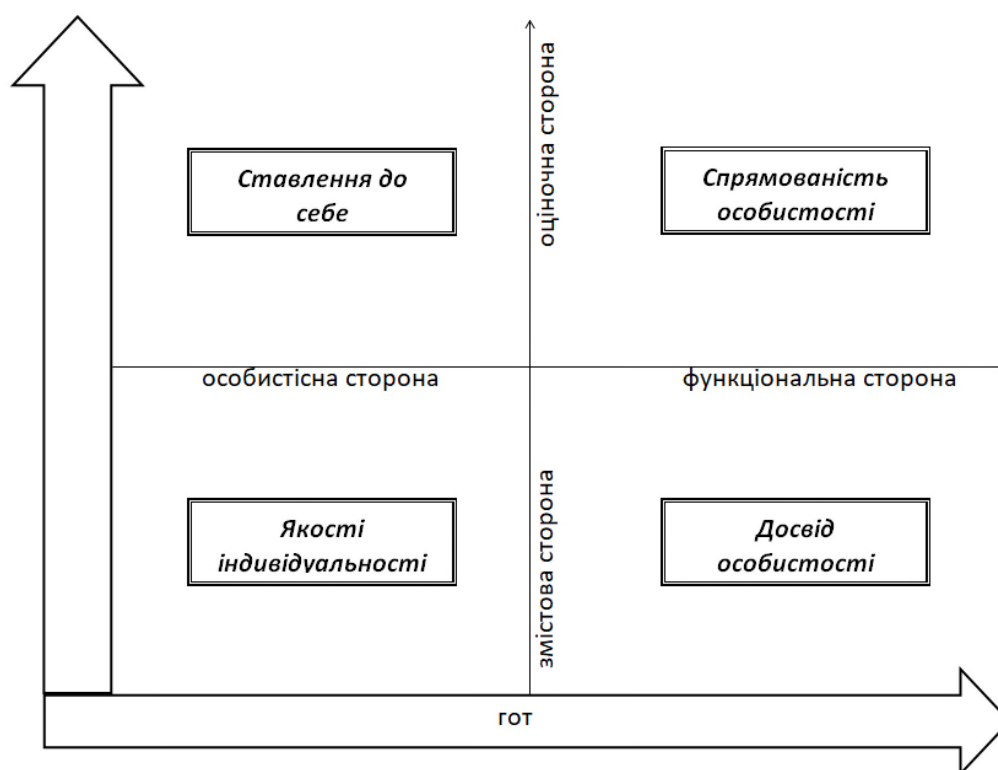 оціночна сторона
Ставлення до
себе
Спрямованість
особистості
особистісна сторона
функціональна сторона
змістова сторона
Якості
індивідуальності
Досвід
особистості
гот